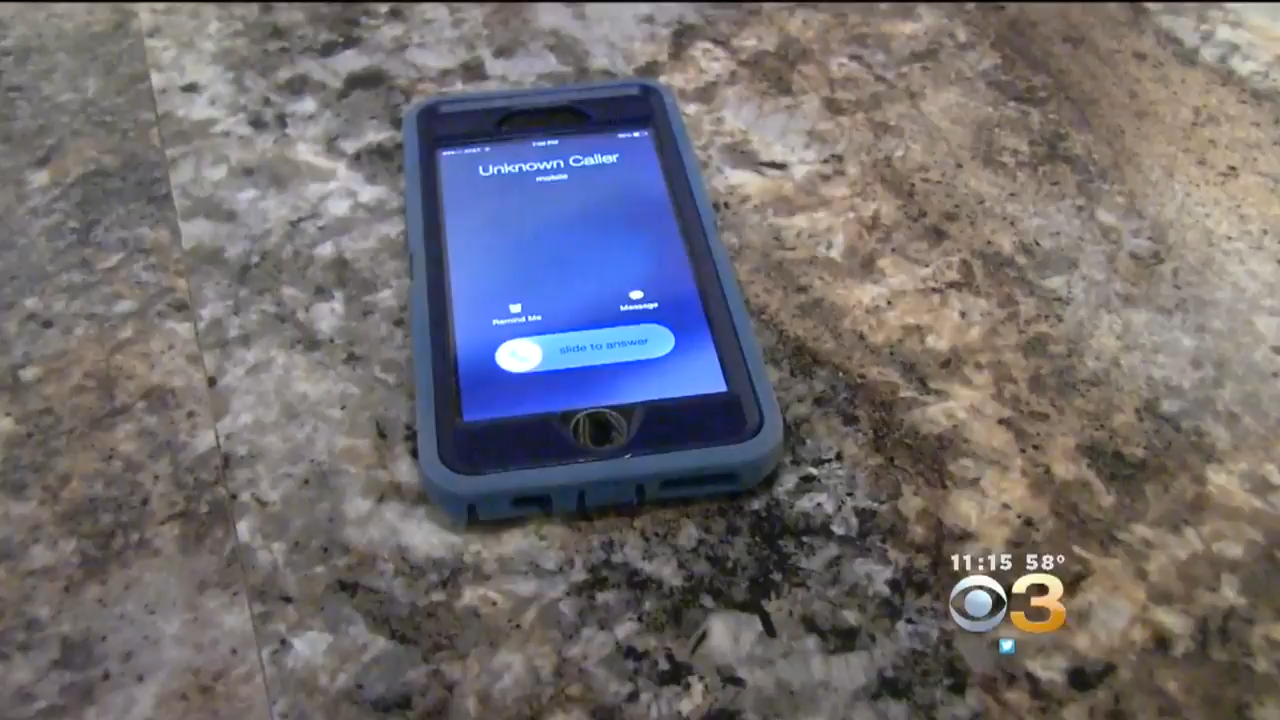 Unknown Caller
mobile
Remind Me
Message
slide to answer
11:15 58°
3